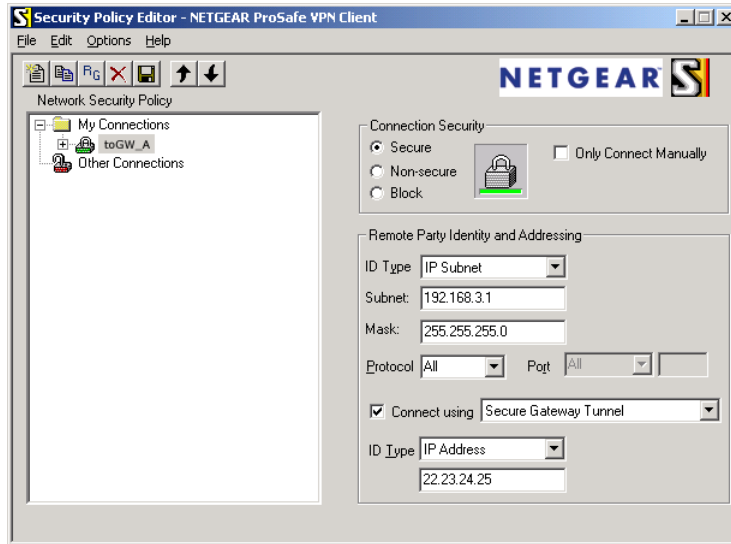 Security Policy Editor - NETGEAR ProSafe VPN Client
File Edit Options Help
RG
NETGEAR S
Network Security Policy
My Connections
toGW_A
Other Connections
Connection Security
Secure
Non-secure
Block
Only Connect Manually
Remote Party Identity and Addressing
ID Type IP Subnet
Subnet: 192.168.3.1
Mask: 255.255.255.0
Protocol All Port All
Connect using Secure Gateway Tunnel
ID Type IP Address
22.23.24.25